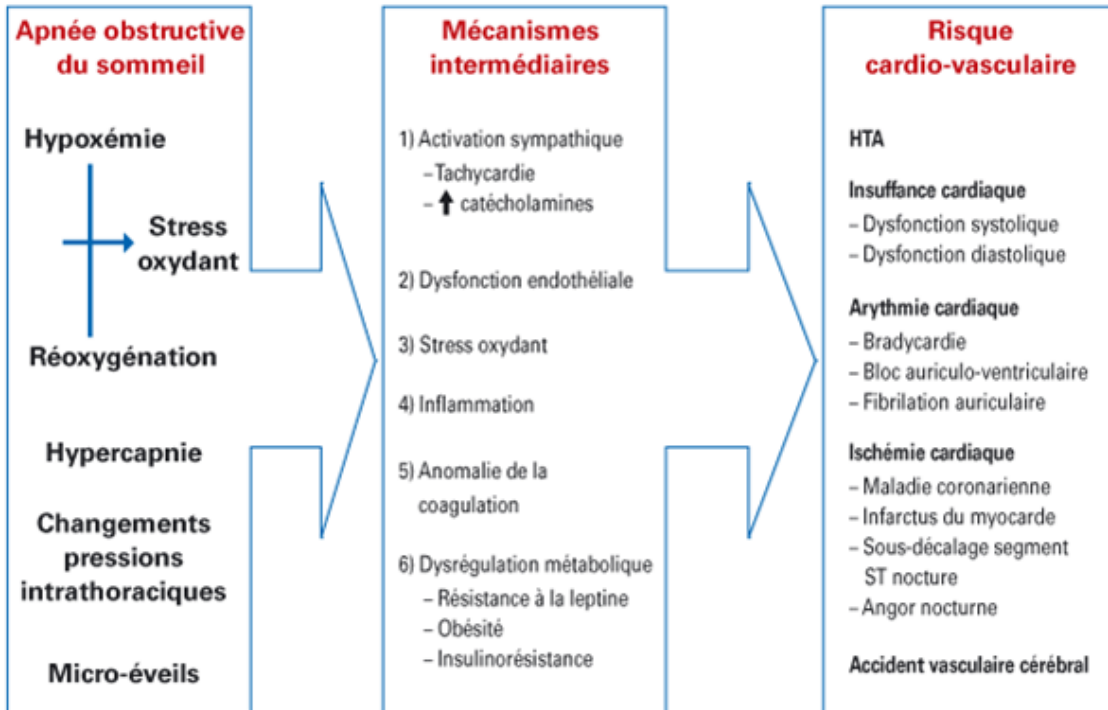 Apnée obstructive
du sommeil
Hypoxémie
Stress
oxydant
Réoxygénation
Hypercapnie
Changements
pressions
intrathoraciques
Micro-éveils
Mécanismes
intermédiaires
1) Activation sympathique
– Tachycardie
– ⬆ catécholamines
2) Dysfonction endothéliale
3) Stress oxydant
4) Inflammation
5) Anomalie de la
coagulation
6) Dysrégulation métabolique
– Résistance à la leptine
– Obésité
– Insulinorésistance
Risque
cardio-vasculaire
HTA
Insuffance cardiaque
– Dysfonction systolique
– Dysfonction diastolique
Arythmie cardiaque
– Bradycardie
– Bloc auriculo-ventriculaire
– Fibrilation auriculaire
Ischémie cardiaque
– Maladie coronarienne
– Infarctus du myocarde
– Sous-décalage segment
ST nocture
– Angor nocturne
Accident vasculaire cérébral